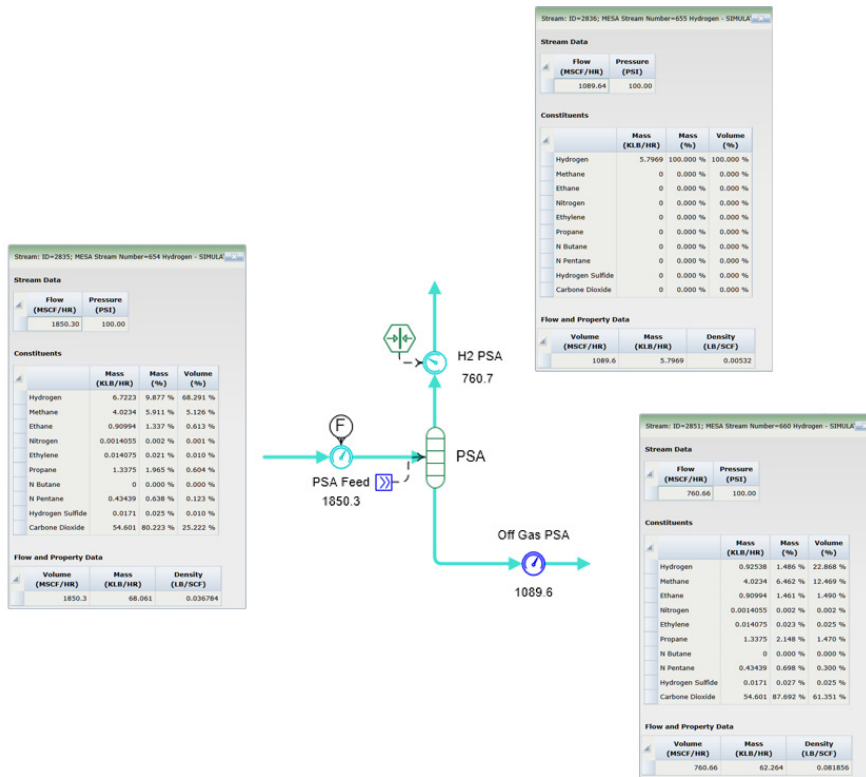 Stream: ID=2836; MESA Stream Number=655 Hydrogen - SIMULA
Stream Data
Flow (MSCF/HR) Pressure (PSI)
1089.64 100.00
Constituents
Mass (KLB/HR) Mass (%) Volume (%)
Hydrogen 5.7969 100.000 % 100.000 %
Methane 0 0.000 % 0.000 %
Ethane 0 0.000 % 0.000 %
Nitrogen 0 0.000 % 0.000 %
Ethylene 0 0.000 % 0.000 %
Propane 0 0.000 % 0.000 %
N Butane 0 0.000 % 0.000 %
N Pentane 0 0.000 % 0.000 %
Hydrogen Sulfide 0 0.000 % 0.000 %
Carbone Dioxide 0 0.000 % 0.000 %
Flow and Property Data
Volume (MSCF/HR) Mass (KLB/HR) Density (LB/SCF)
1089.6 5.7969 0.00532
Stream: ID=2835; MESA Stream Number=654 Hydrogen - SIMULA
Stream Data
Flow (MSCF/HR) Pressure (PSI)
1850.30 100.00
Constituents
Mass (KLB/HR) Mass (%) Volume (%)
Hydrogen 6.7223 9.877 % 68.291 %
Methane 4.0234 5.911 % 5.126 %
Ethane 0.90994 1.337 % 0.613 %
Nitrogen 0.0014055 0.002 % 0.001 %
Ethylene 0.014075 0.021 % 0.010 %
Propane 1.3375 1.965 % 0.604 %
N Butane 0 0.000 % 0.000 %
N Pentane 0.43439 0.638 % 0.123 %
Hydrogen Sulfide 0.0171 0.025 % 0.010 %
Carbone Dioxide 54.601 80.223 % 25.222 %
Flow and Property Data
Volume (MSCF/HR) Mass (KLB/HR) Density (LB/SCF)
1850.3 68.061 0.036784
H2 PSA
760.7
F
PSA Feed
1850.3
PSA
Off Gas PSA
1089.6
Stream: ID=2851; MESA Stream Number=660 Hydrogen - SIMULA
Stream Data
Flow (MSCF/HR) Pressure (PSI)
760.66 100.00
Constituents
Mass (KLB/HR) Mass (%) Volume (%)
Hydrogen 0.92538 1.486 % 22.868 %
Methane 4.0234 6.462 % 12.469 %
Ethane 0.90994 1.461 % 1.490 %
Nitrogen 0.0014055 0.002 % 0.002 %
Ethylene 0.014075 0.023 % 0.025 %
Propane 1.3375 2.148 % 1.470 %
N Butane 0 0.000 % 0.000 %
N Pentane 0.43439 0.698 % 0.300 %
Hydrogen Sulfide 0.0171 0.027 % 0.025 %
Carbone Dioxide 54.601 87.692 % 61.351 %
Flow and Property Data
Volume (MSCF/HR) Mass (KLB/HR) Density (LB/SCF)
760.66 62.264 0.081856